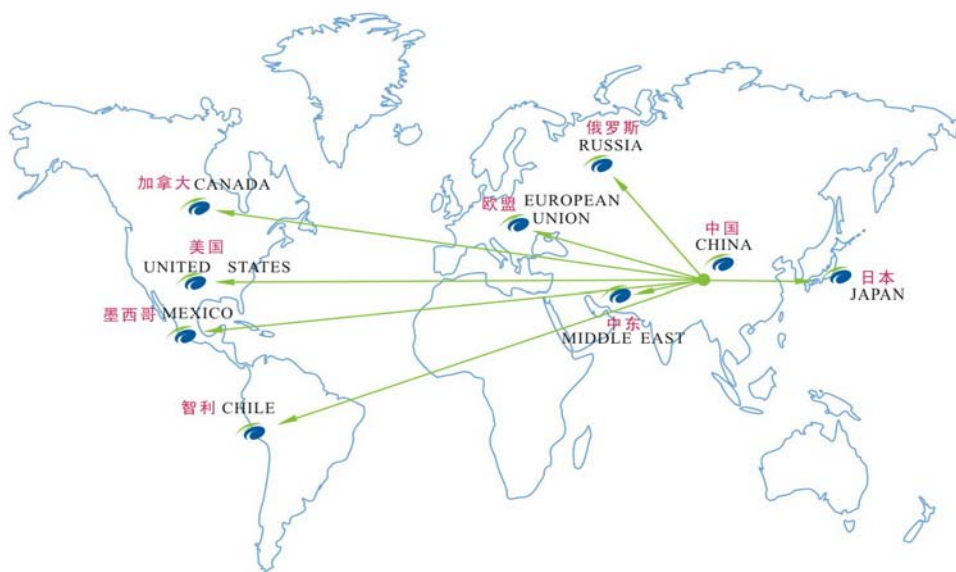 俄罗斯
RUSSIA
加拿大 CANADA
欧盟 EUROPEAN
UNION
中国
CHINA
美国
UNITED STATES
日本
JAPAN
墨西哥 MEXICO
中东
MIDDLE EAST
智利 CHILE